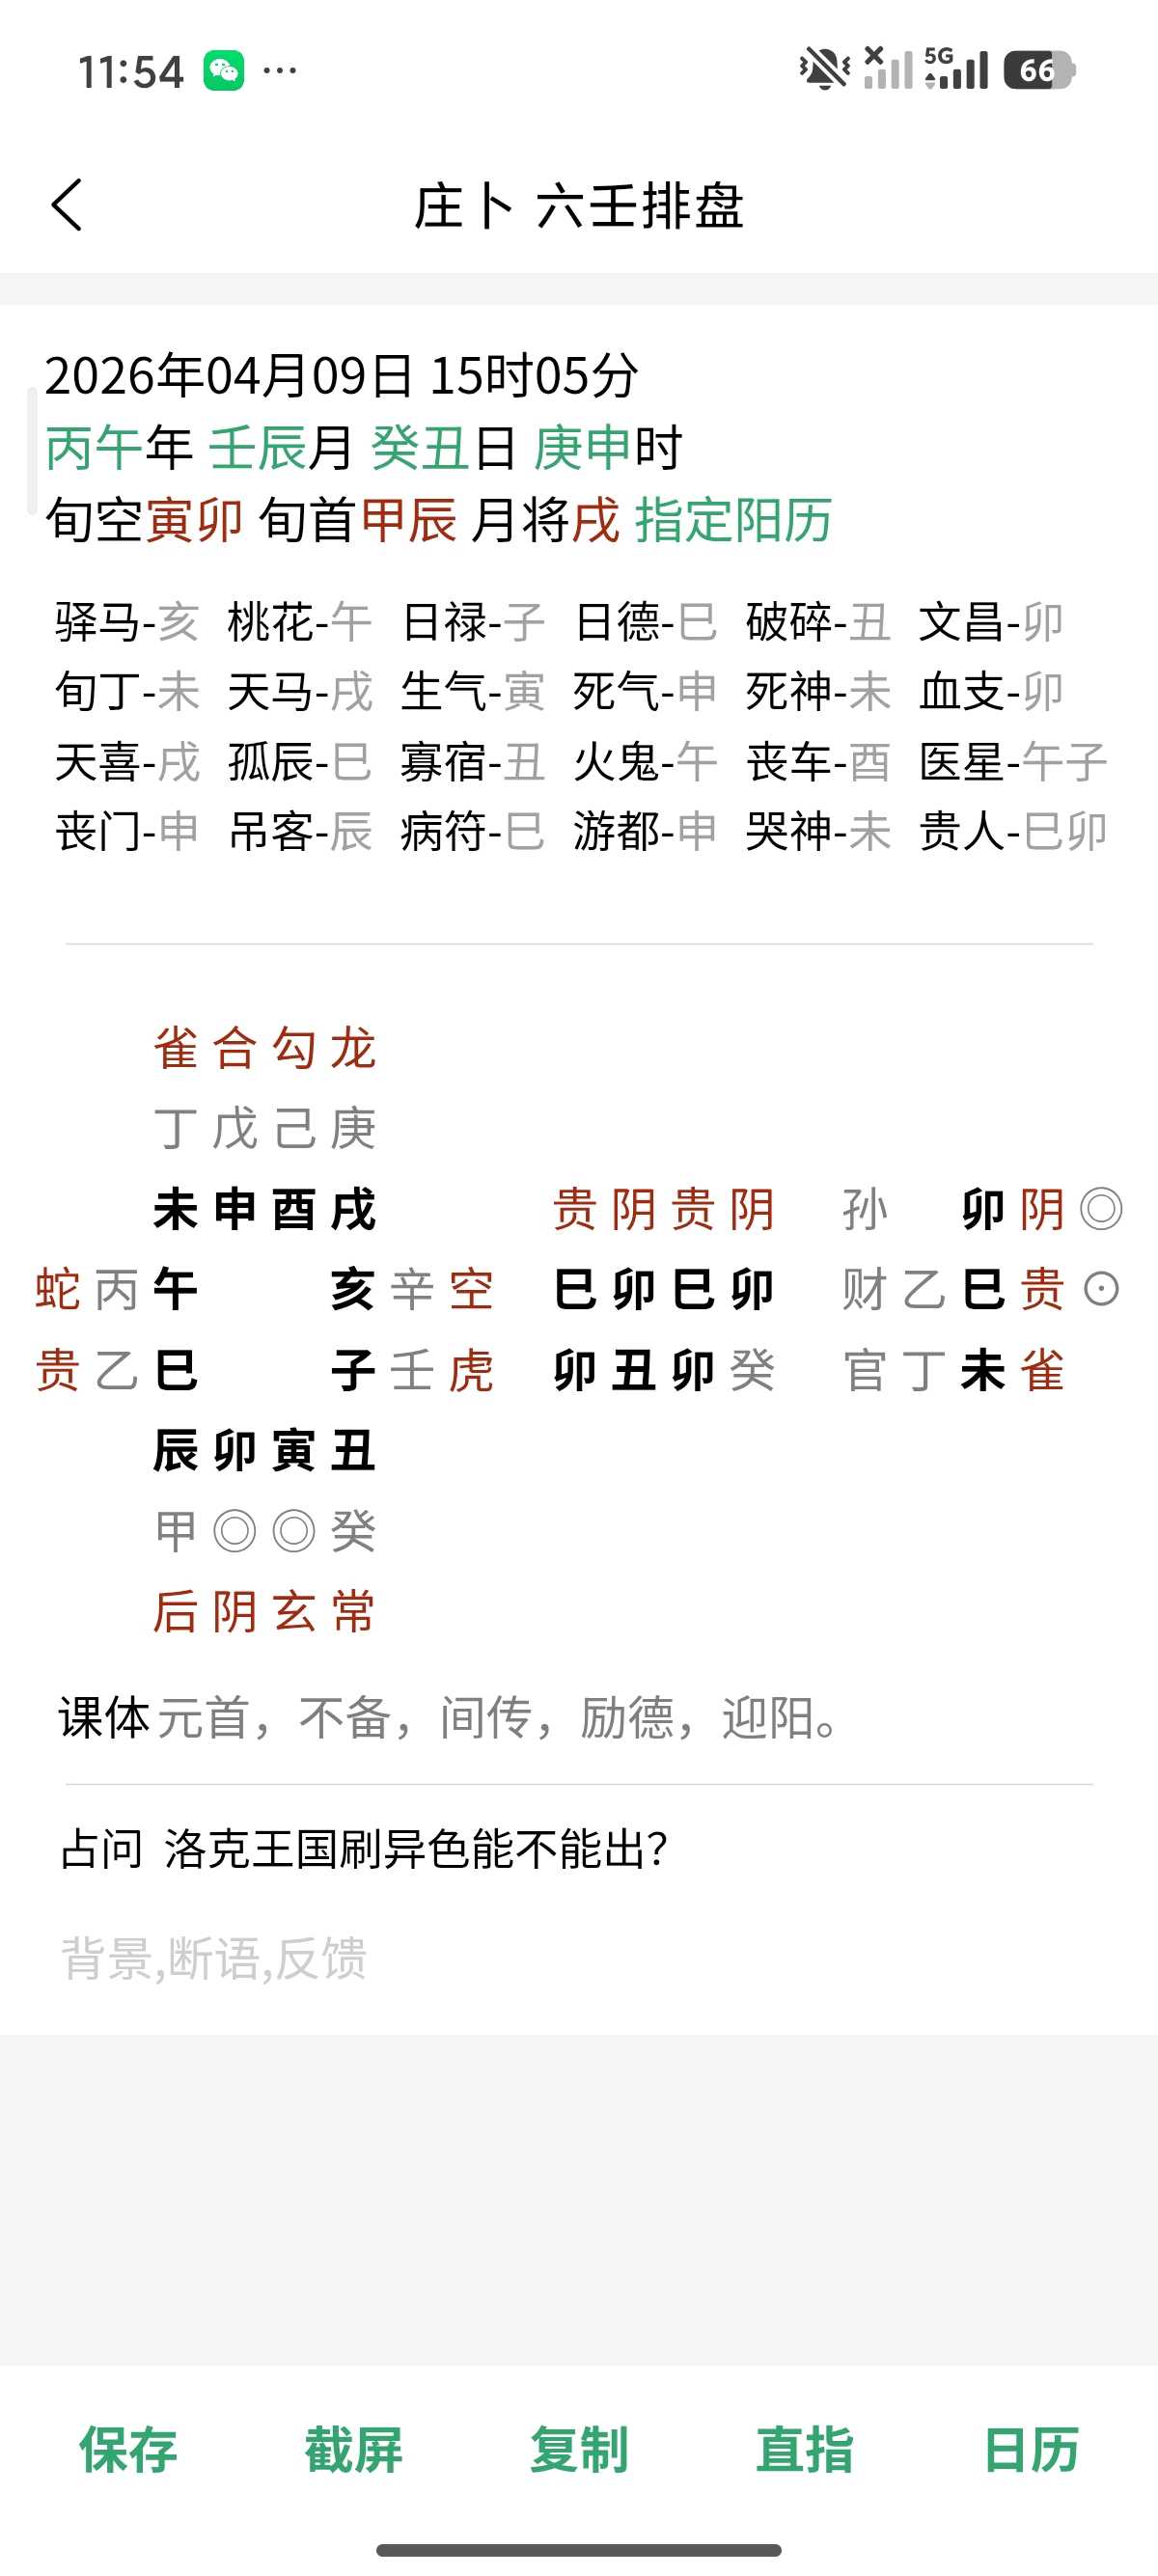 11:54 ··· 5G 66
庄卜 六壬排盘
2026年04月09日 15时05分
丙午年 壬辰月 癸丑日 庚申时
旬空寅卯 旬首甲辰 月将戌 指定阳历
驿马-亥 桃花-午 日禄-子 日德-巳 破碎-丑 文昌-卯
旬丁-未 天马-戌 生气-寅 死气-申 死神-未 血支-卯
天喜-戌 孤辰-巳 寡宿-丑 火鬼-午 丧车-酉 医星-午子
丧门-申 吊客-辰 病符-巳 游都-申 哭神-未 贵人-巳卯
雀 合 勾 龙
丁 戊 己 庚
未 申 酉 戌 贵 阴 贵 阴 孙 卯 阴 ◎
蛇 丙 午 亥 辛 空 巳 卯 巳 卯 财 乙 巳 贵 ⊙
贵 乙 巳 子 壬 虎 卯 丑 卯 癸 官 丁 未 雀
辰 卯 寅 丑
甲 ◎ ◎ 癸
后 阴 玄 常
课体 元首，不备，间传，励德，迎阳。
占问 洛克王国刷异色能不能出？
背景,断语,反馈
保存 截屏 复制 直指 日历